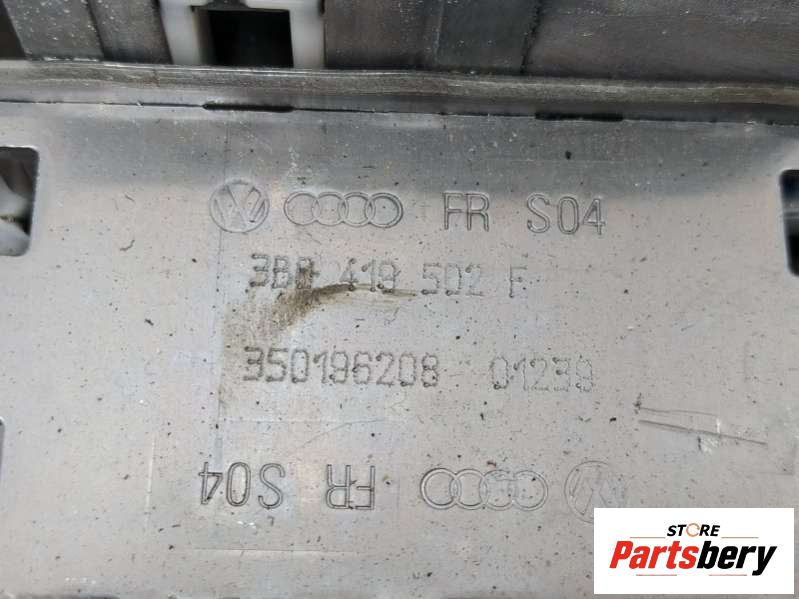 FR S04
3B0 419 502 F
350196208 01239
FR S04
STORE
Partsbery